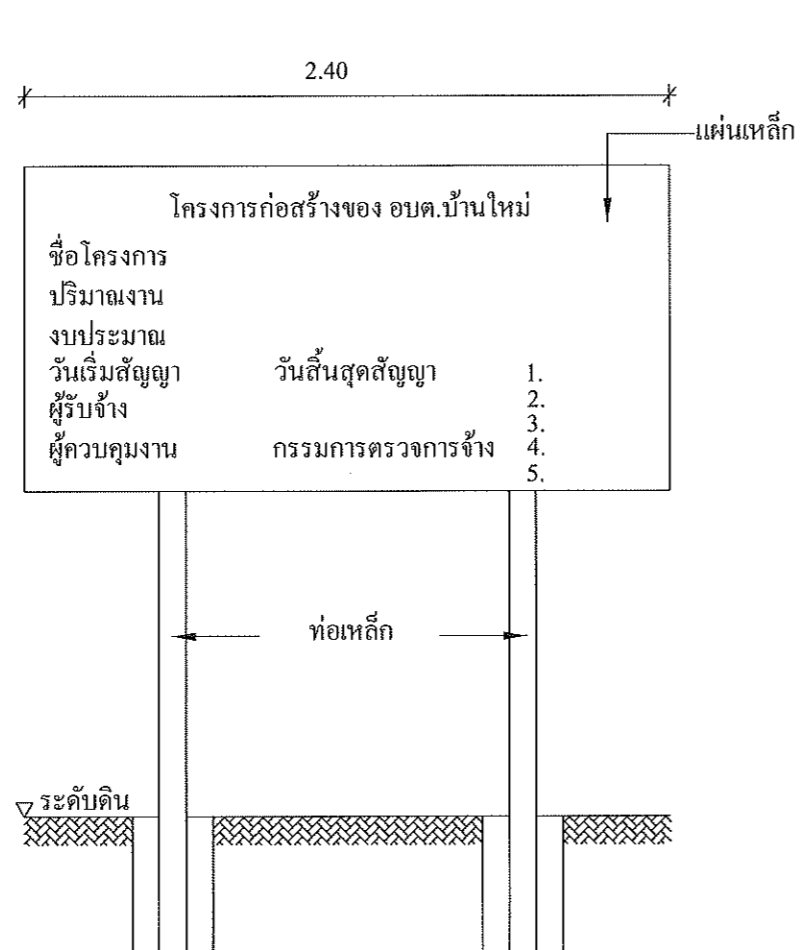 2.40
แผ่นเหล็ก
โครงการก่อสร้างของ อบต.บ้านใหม่
ชื่อโครงการ
ปริมาณงาน
งบประมาณ
วันเริ่มสัญญา วันสิ้นสุดสัญญา 1.
ผู้รับจ้าง 2.
3.
ผู้ควบคุมงาน กรรมการตรวจการจ้าง 4.
5.
ท่อเหล็ก
ระดับดิน